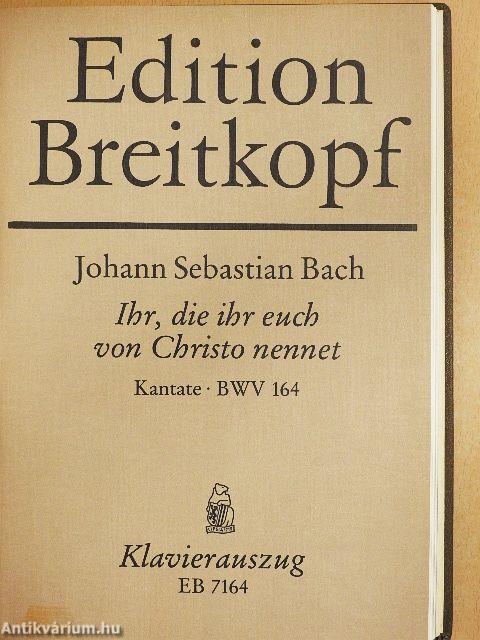 Edition
Breitkopf
Johann Sebastian Bach
Ihr, die ihr euch
von Christo nennet
Kantate · BWV 164
Klavierauszug
EB 7164
Antikvárium.hu